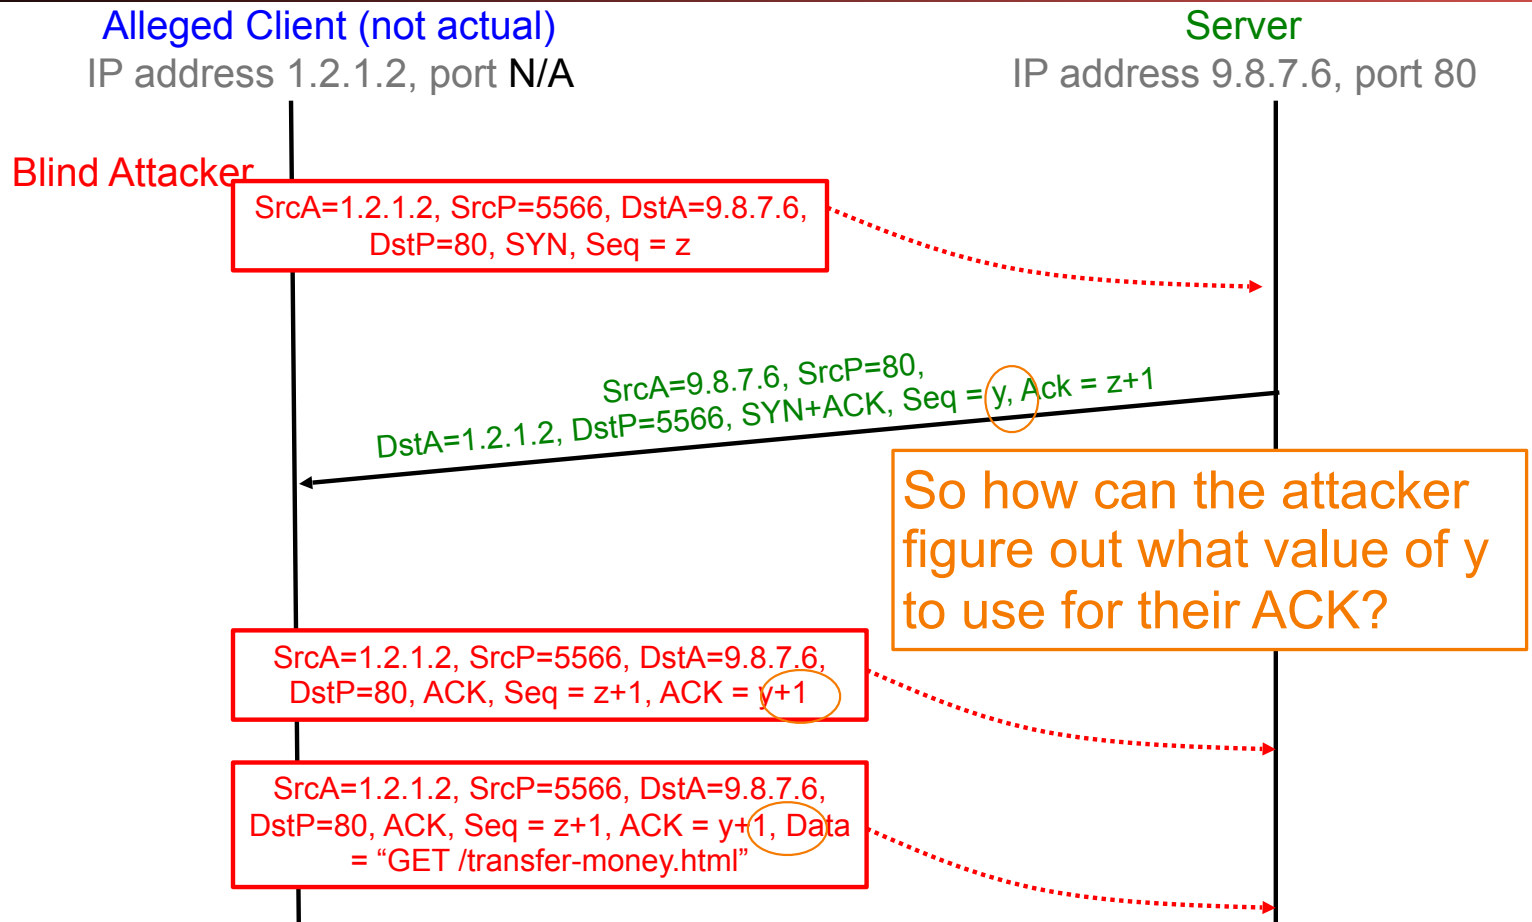 Alleged Client (not actual)
IP address 1.2.1.2, port N/A
Server
IP address 9.8.7.6, port 80
Blind Attacker
SrcA=1.2.1.2, SrcP=5566, DstA=9.8.7.6,
DstP=80, SYN, Seq = z
SrcA=9.8.7.6, SrcP=80,
DstA=1.2.1.2, DstP=5566, SYN+ACK, Seq = y, Ack = z+1
So how can the attacker
figure out what value of y
to use for their ACK?
SrcA=1.2.1.2, SrcP=5566, DstA=9.8.7.6,
DstP=80, ACK, Seq = z+1, ACK = y+1
SrcA=1.2.1.2, SrcP=5566, DstA=9.8.7.6,
DstP=80, ACK, Seq = z+1, ACK = y+1, Data
= “GET /transfer-money.html”